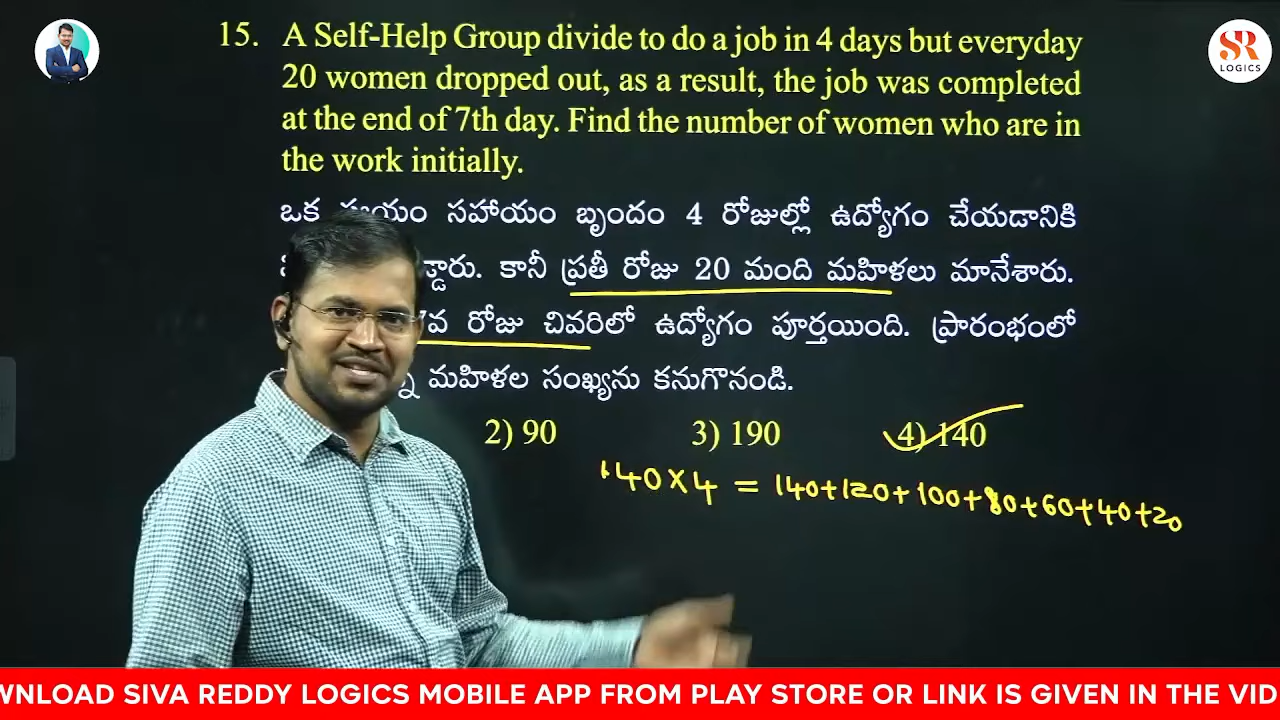 15. A Self-Help Group divide to do a job in 4 days but everyday
20 women dropped out, as a result, the job was completed
at the end of 7th day. Find the number of women who are in
the work initially.
SR
LOGICS
ఒక సహాయం బృందం 4 రోజుల్లో ఉద్యోగం చేయడానికి
కానీ ప్రతీ రోజు 20 మంది మహిళలు మానేశారు.
రోజు చివరిలో ఉద్యోగం పూర్తయింది. ప్రారంభంలో
మహిళల సంఖ్యను కనుగొనండి.
2) 90 3) 190 4) 140
140×4 = 140+120+100+80+60+40+20
WNLOAD SIVA REDDY LOGICS MOBILE APP FROM PLAY STORE OR LINK IS GIVEN IN THE VID